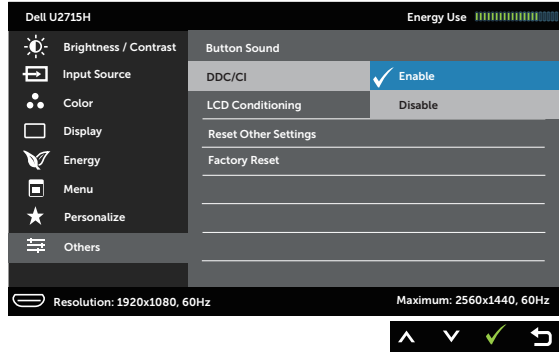 Dell U2715H
Energy Use
Brightness / Contrast
Input Source
Color
Display
Energy
Menu
Personalize
Others
Button Sound
DDC/CI
LCD Conditioning
Reset Other Settings
Factory Reset
Enable
Disable
Resolution: 1920x1080, 60Hz
Maximum: 2560x1440, 60Hz